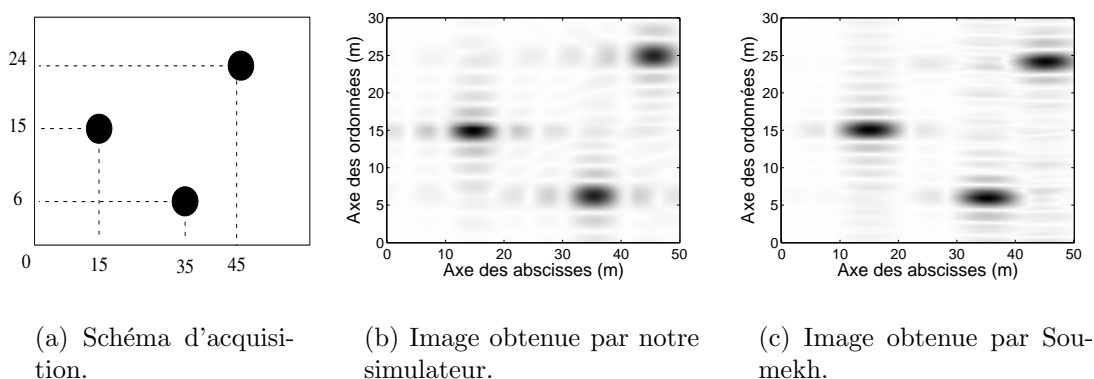 24
15
6
0
15
35
45
30
25
20
15
10
5
0
Axe des ordonnées (m)
0 10 20 30 40 50
Axe des abscisses (m)
30
25
20
15
10
5
0
Axe des ordonnées (m)
0 10 20 30 40 50
Axe des abscisses (m)
(a) Schéma d'acquisi-
tion.
(b) Image obtenue par notre
simulateur.
(c) Image obtenue par Sou-
mekh.